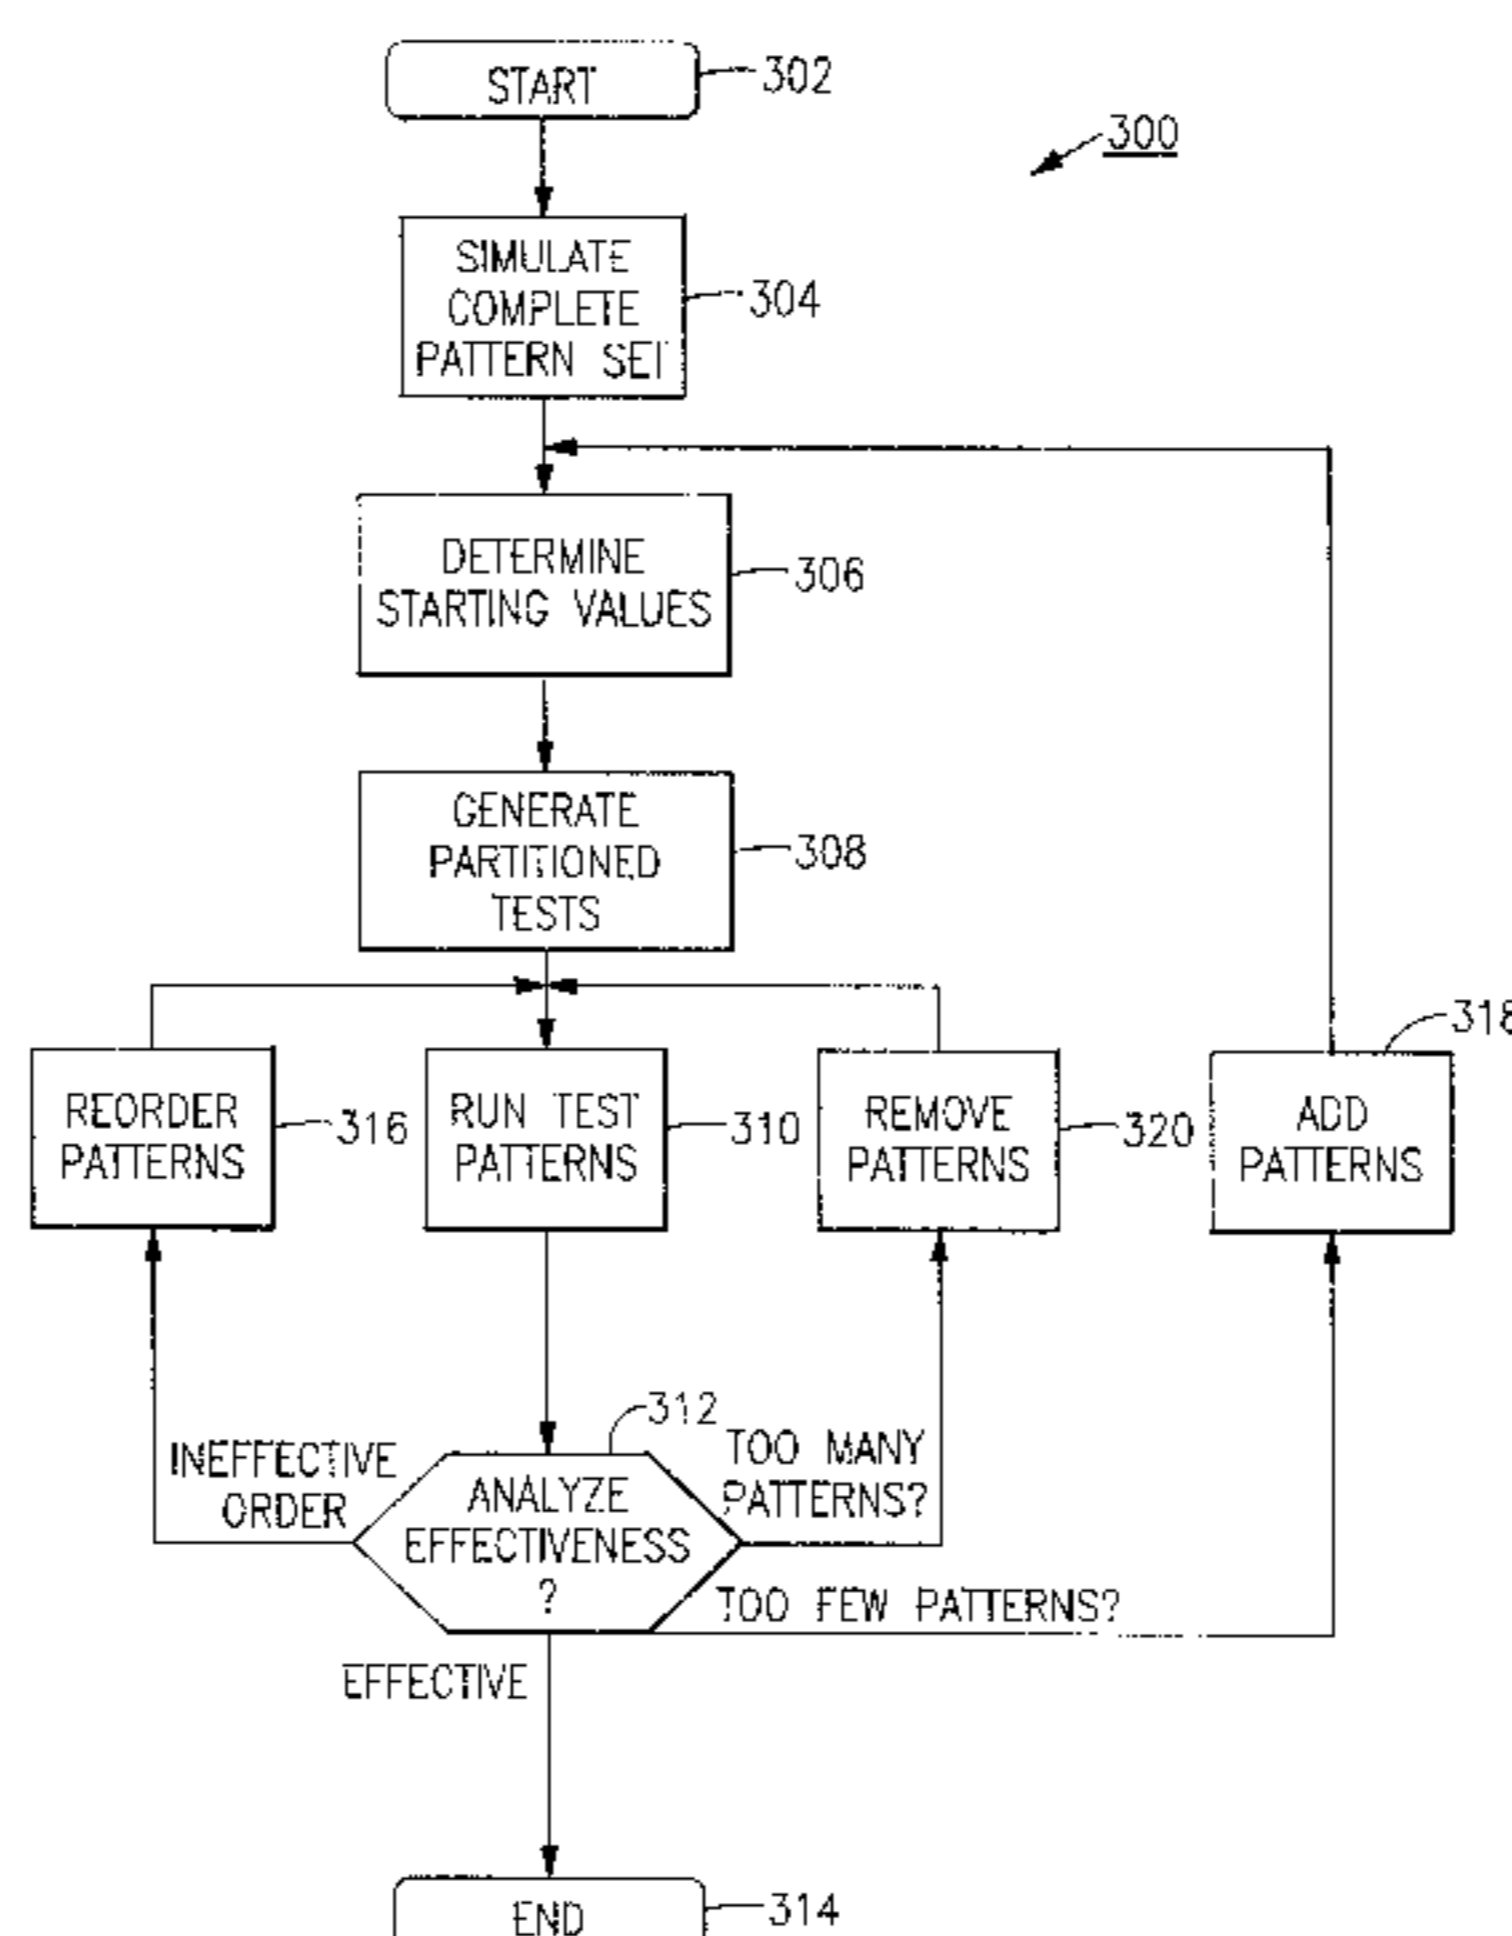 START
302
300
SIMULATE
COMPLETE
PATTERN SET
304
DETERMINE
STARTING VALUES
306
GENERATE
PARTITIONED
TESTS
308
REORDER
PATTERNS
316
RUN TEST
PATTERNS
310
REMOVE
PATTERNS
320
ADD
PATTERNS
318
INEFFECTIVE
ORDER
312
ANALYZE
EFFECTIVENESS
?
TOO MANY
PATTERNS?
TOO FEW PATTERNS?
EFFECTIVE
END
314